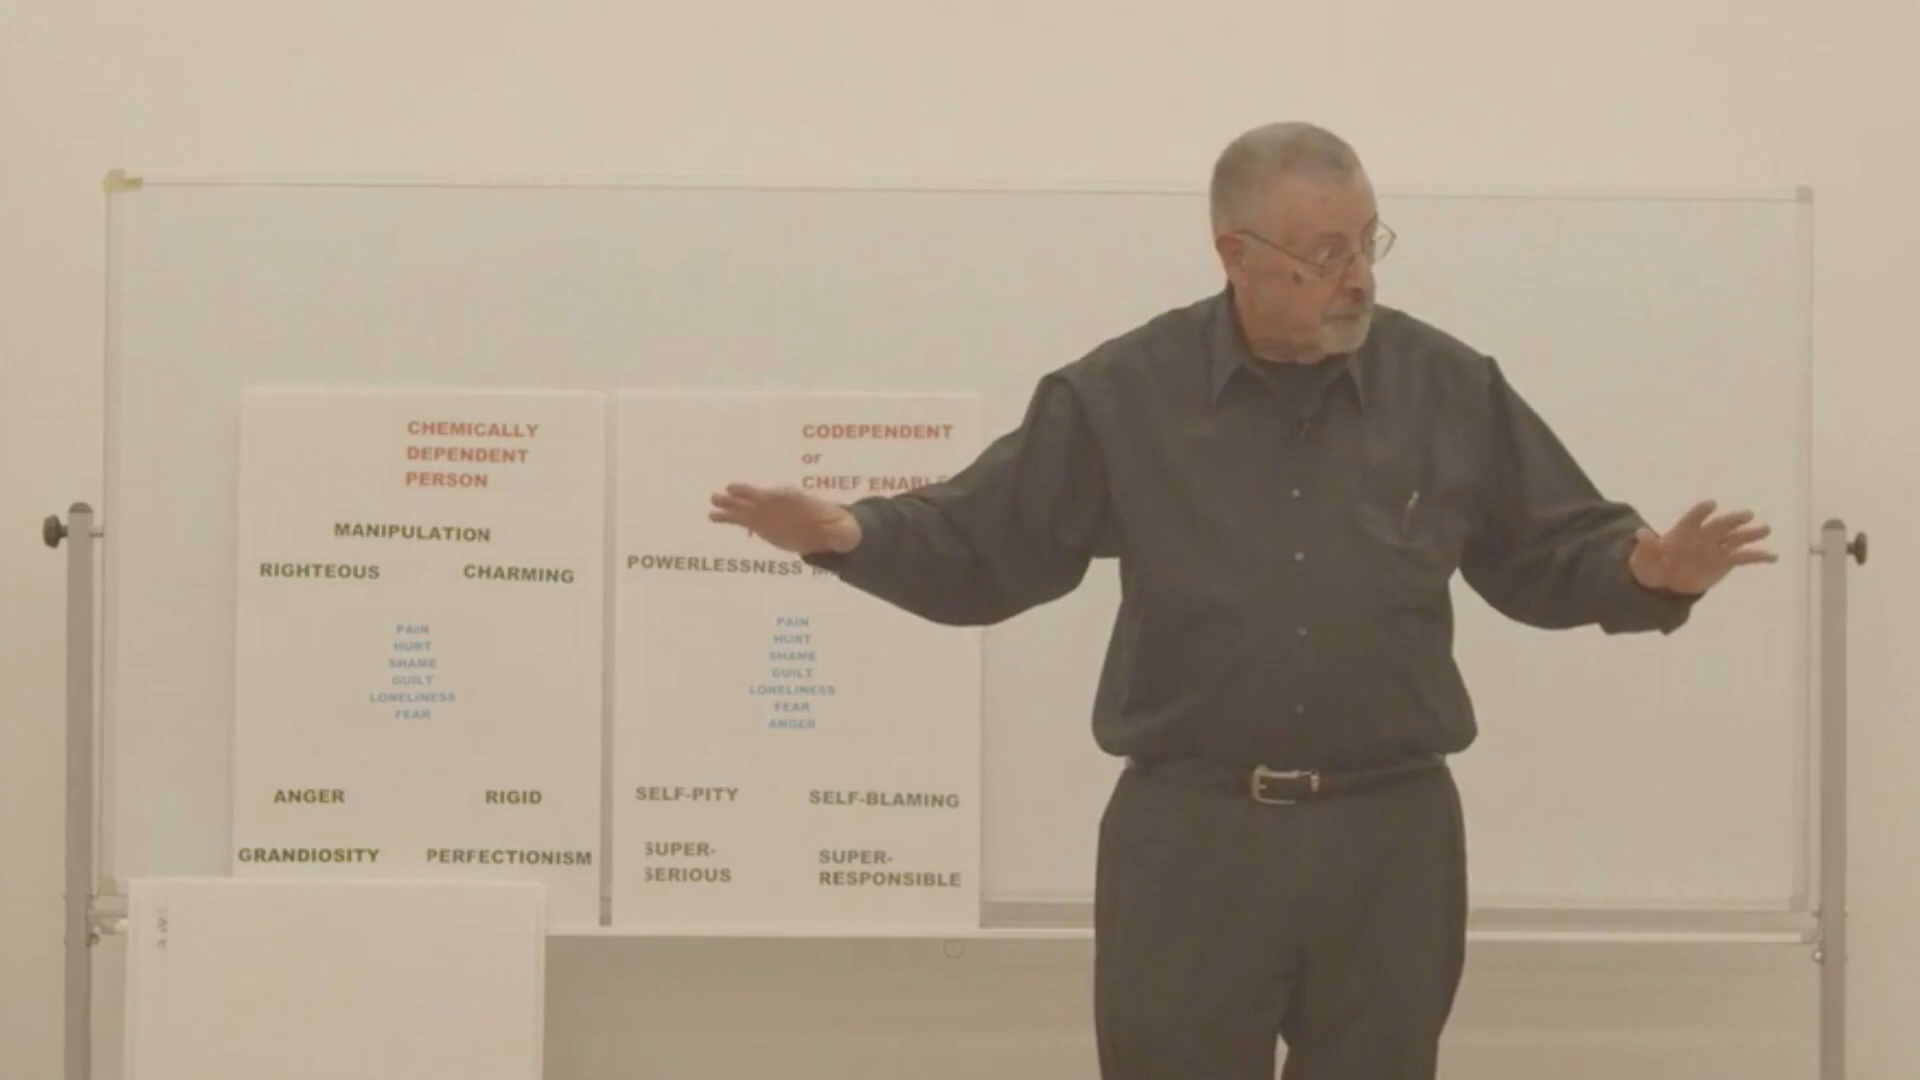 CHEMICALLY
DEPENDENT
PERSON
MANIPULATION
RIGHTEOUS CHARMING
PAIN
HURT
SHAME
GUILT
LONELINESS
FEAR
ANGER RIGID
GRANDIOSITY PERFECTIONISM
CODEPENDENT
or
CHIEF
POWERLESSNESS
PAIN
HURT
SHAME
GUILT
LONELINESS
FEAR
ANGER
SELF-PITY SELF-BLAMING
SUPER-
SERIOUS
SUPER-
RESPONSIBLE